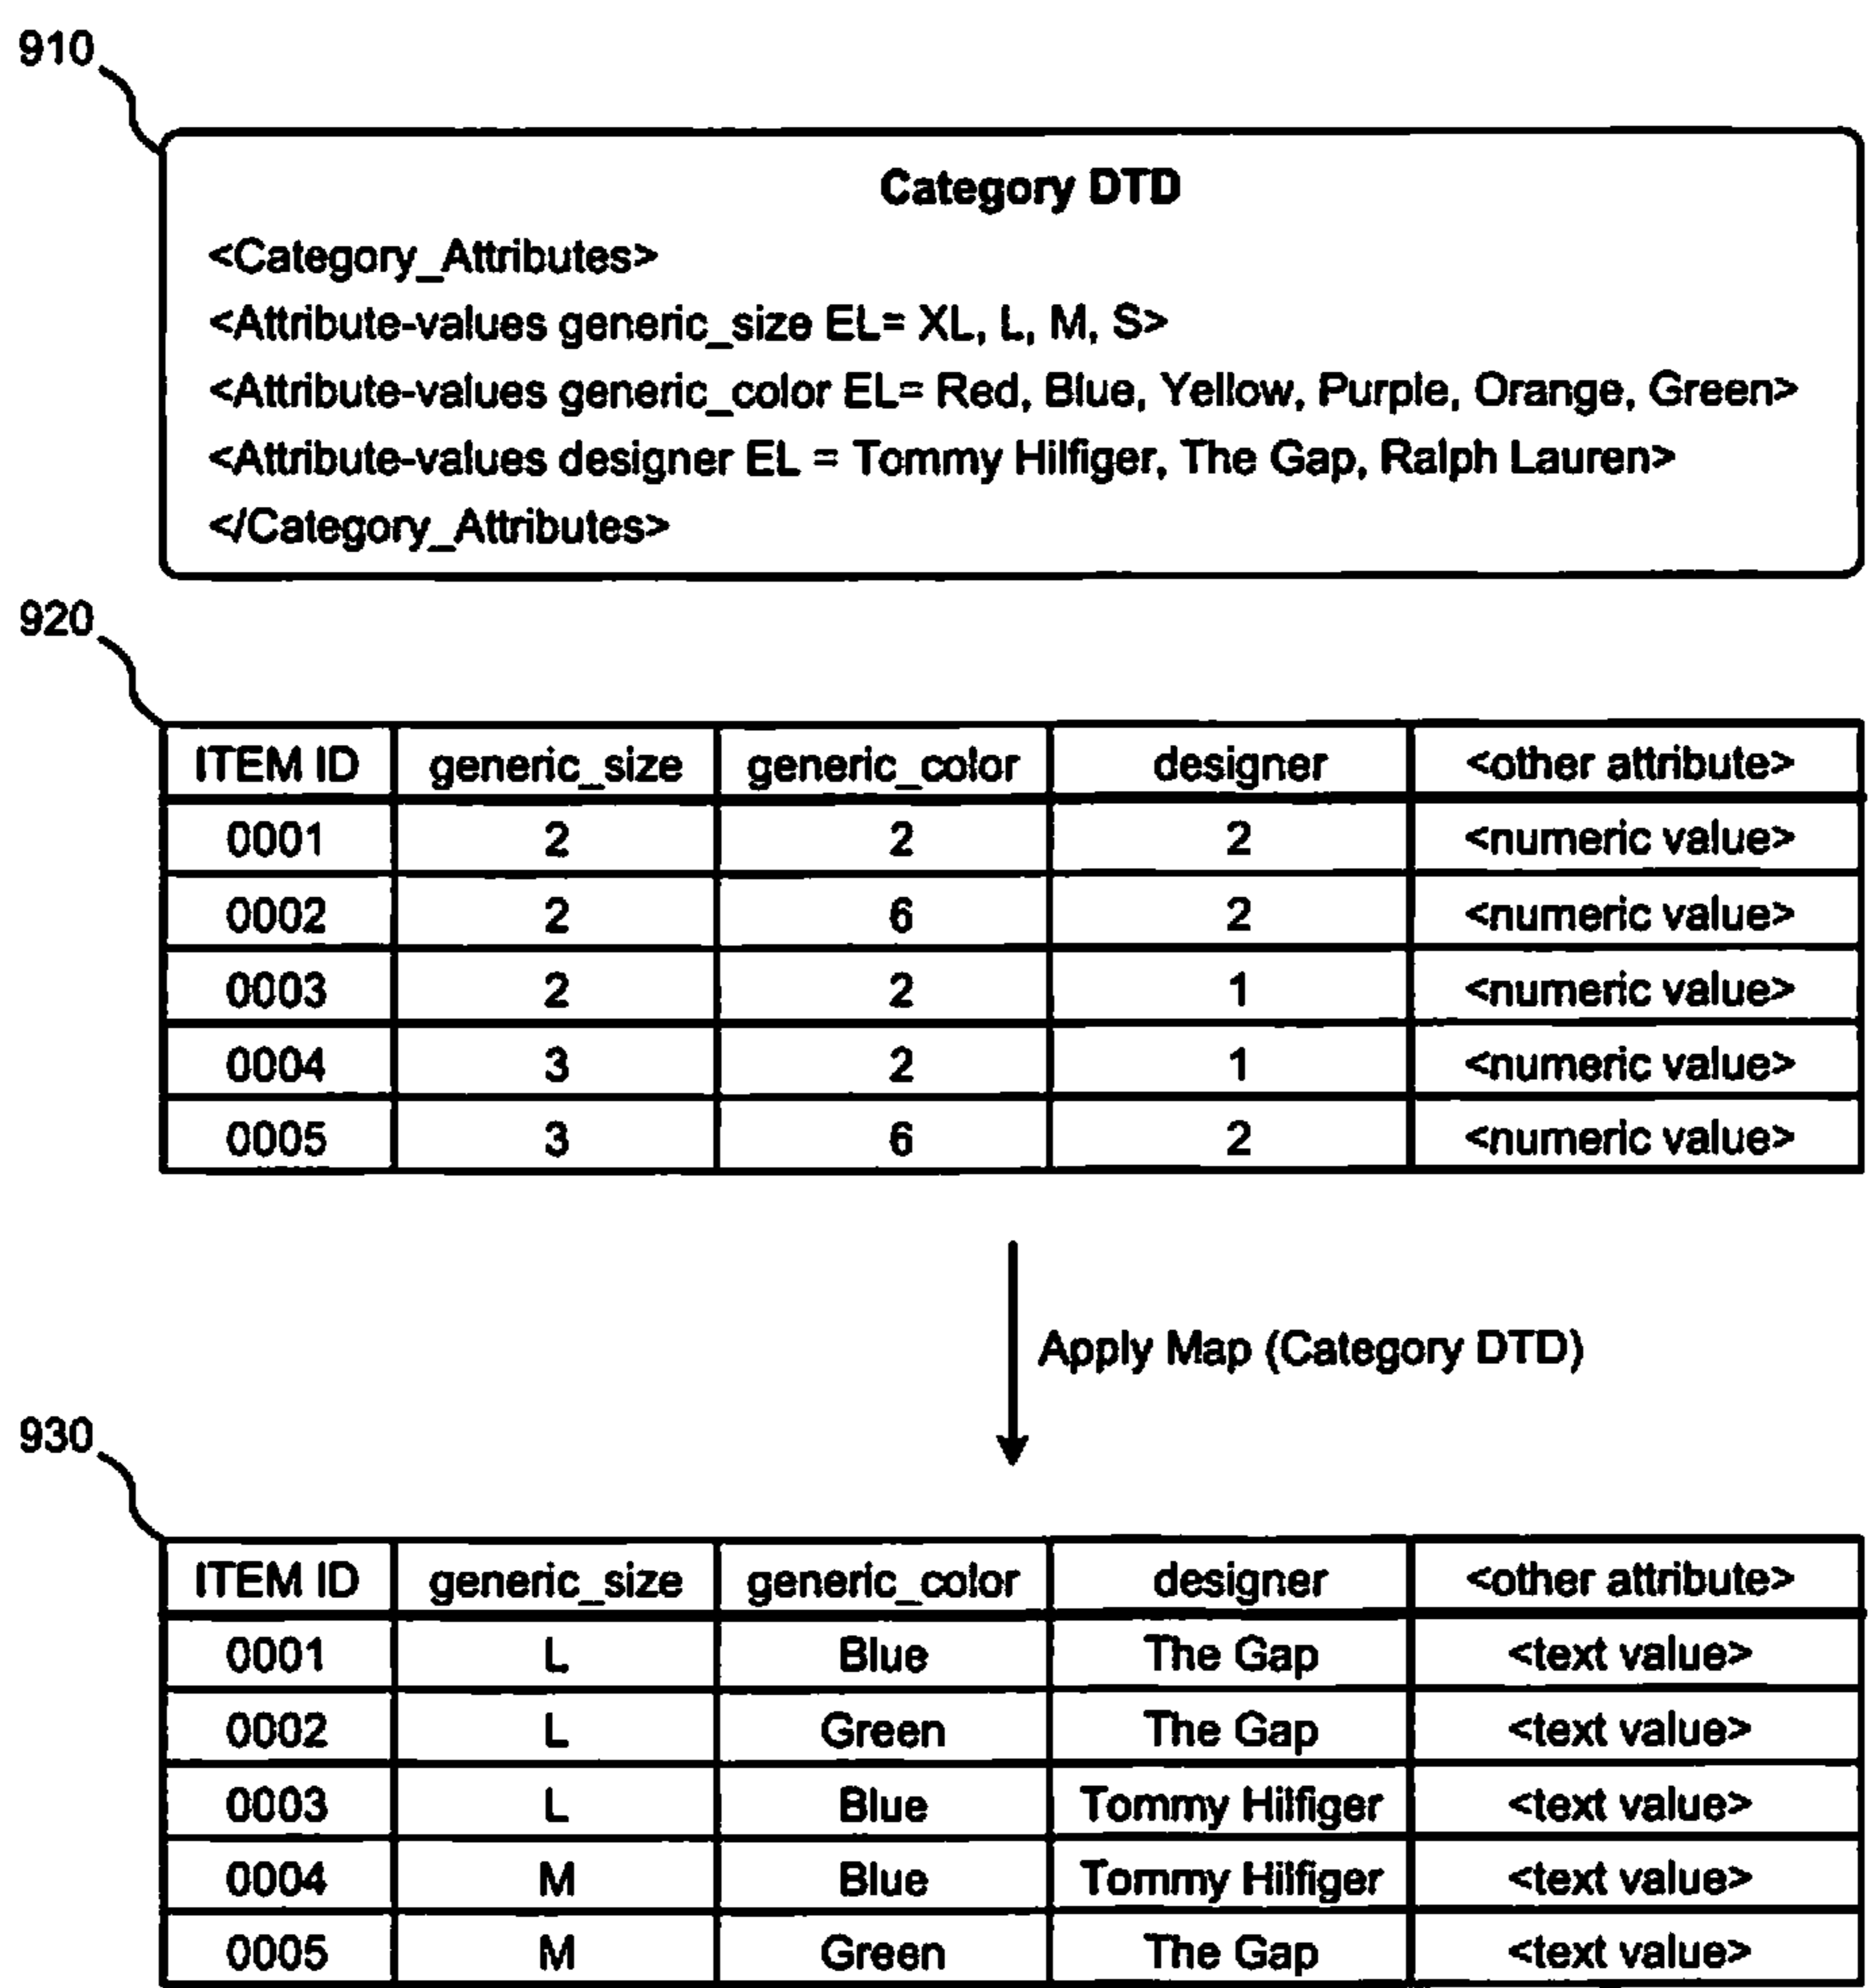 910
Category DTD
<Category_Attributes>
<Attribute-values generic_size EL= XL, L, M, S>
<Attribute-values generic_color EL= Red, Blue, Yellow, Purple, Orange, Green>
<Attribute-values designer EL = Tommy Hilfiger, The Gap, Ralph Lauren>
</Category_Attributes>
920
ITEM ID generic_size generic_color designer <other attribute>
0001 2 2 2 <numeric value>
0002 2 6 2 <numeric value>
0003 2 2 1 <numeric value>
0004 3 2 1 <numeric value>
0005 3 6 2 <numeric value>
Apply Map (Category DTD)
930
ITEM ID generic_size generic_color designer <other attribute>
0001 L Blue The Gap <text value>
0002 L Green The Gap <text value>
0003 L Blue Tommy Hilfiger <text value>
0004 M Blue Tommy Hilfiger <text value>
0005 M Green The Gap <text value>